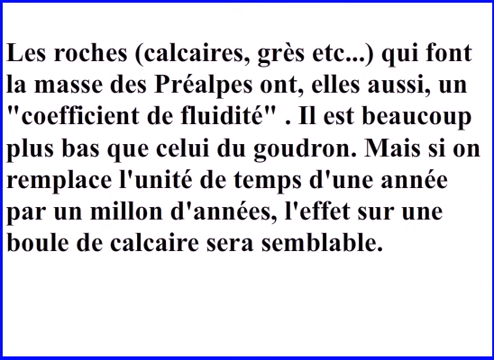 Les roches (calcaires, grès etc...) qui font
la masse des Préalpes ont, elles aussi, un
"coefficient de fluidité" . Il est beaucoup
plus bas que celui du goudron. Mais si on
remplace l'unité de temps d'une année
par un millon d'années, l'effet sur une
boule de calcaire sera semblable.